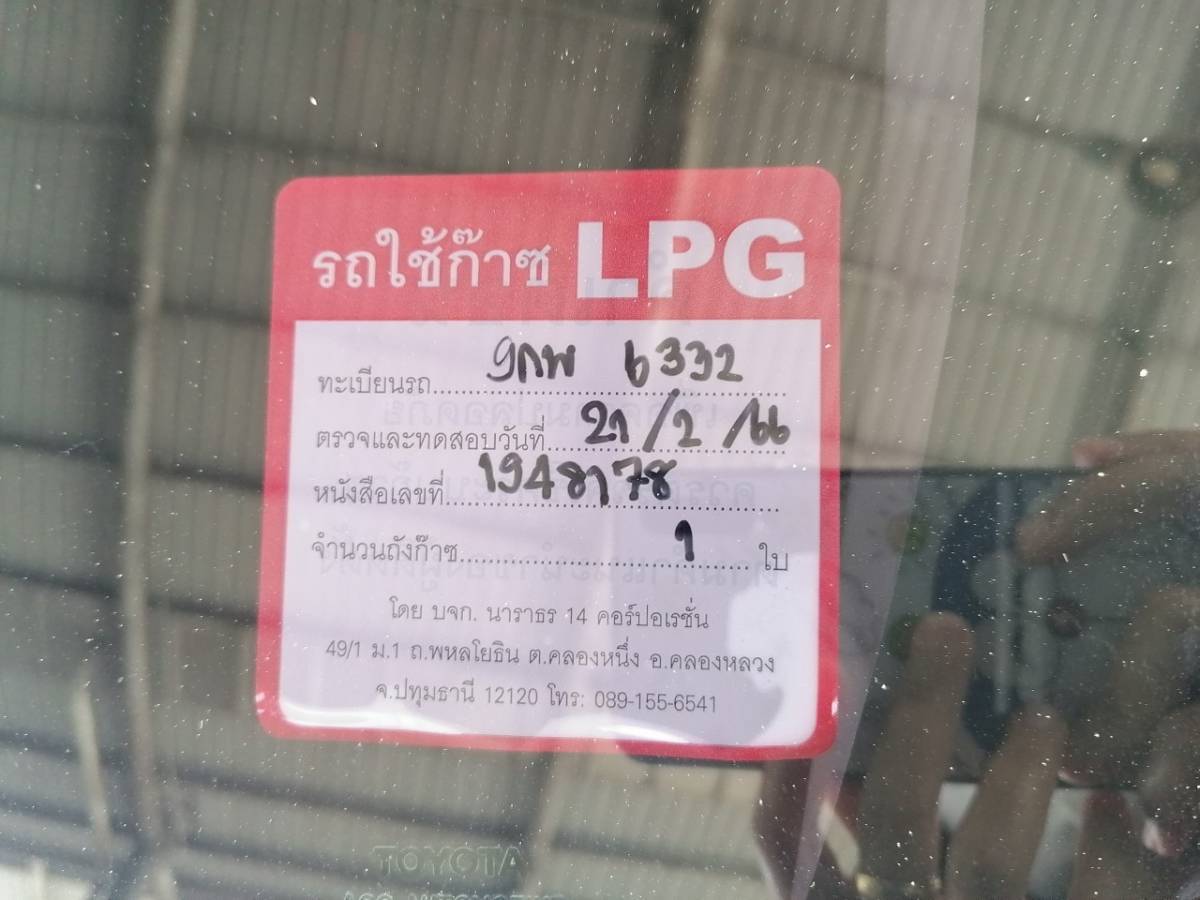 รถใช้ก๊าซ LPG
ทะเบียนรถ 9กพ 6332
ตรวจและทดสอบวันที่ 21/2/66
หนังสือเลขที่ 1948178
จำนวนถังก๊าซ 1 ใบ
โดย บจก. นาราธร 14 คอร์ปอเรชั่น
49/1 ม.1 ถ.พหลโยธิน ต.คลองหนึ่ง อ.คลองหลวง
จ.ปทุมธานี 12120 โทร: 089-155-6541
TOYOTA